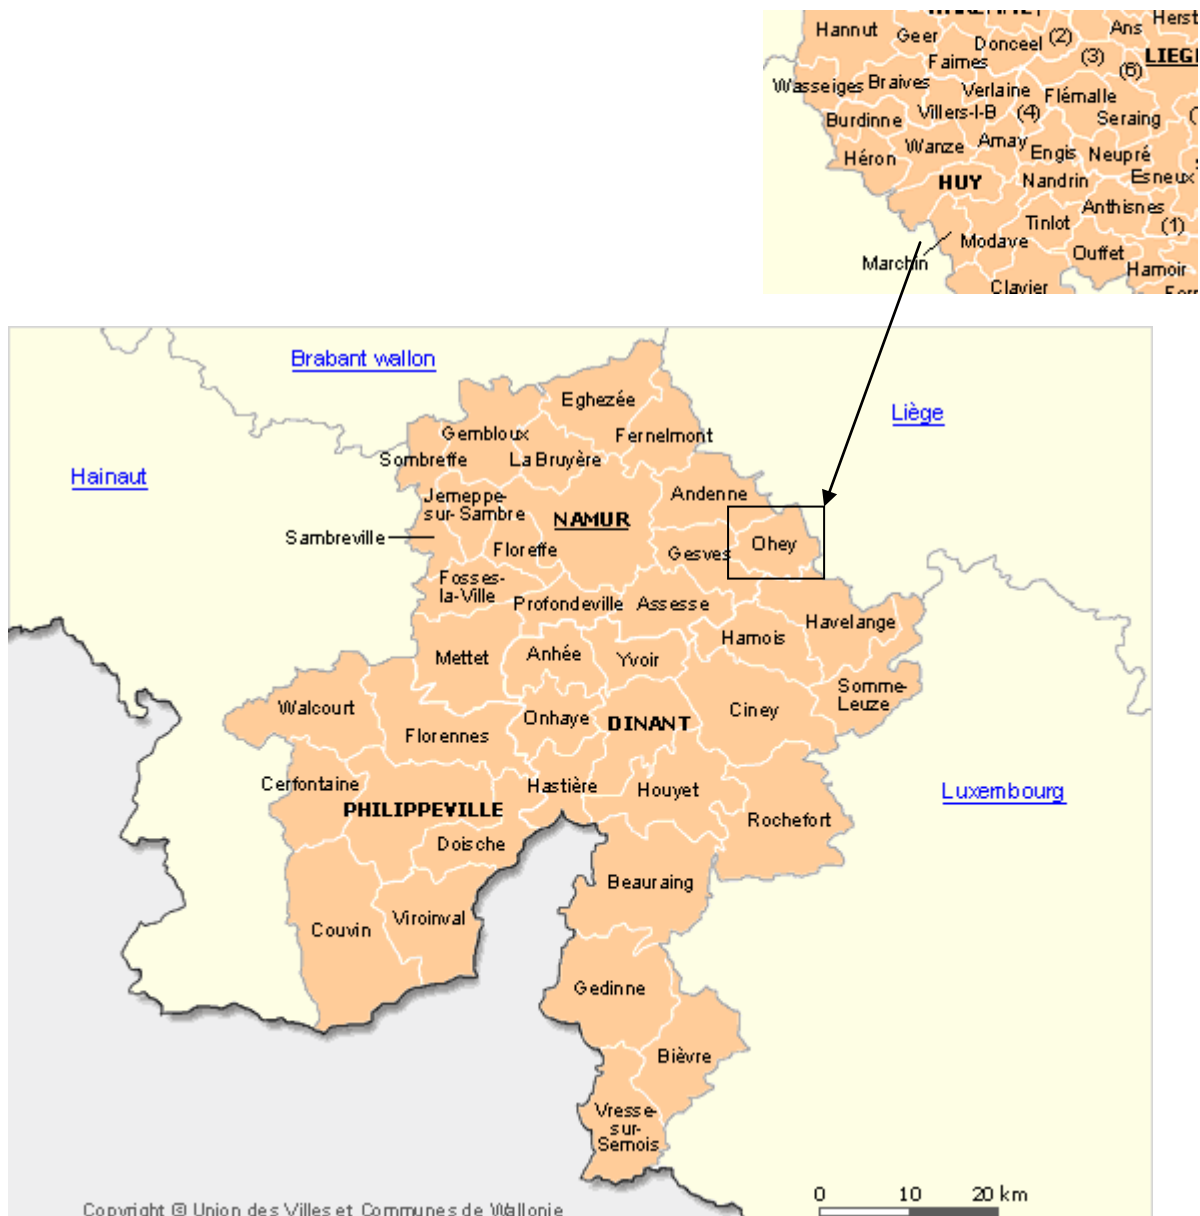 Herst
Hannut
Geer
Donceel
(2)
Ans
Faimes
(3)
(6)
LIEGE
Wasseiges
Braives
Verlaine
Flémalle
Burdinne
Villers-l-B
(4)
Seraing
Héron
Wanze
Amay
Engis
Neupré
HUY
Nandrin
Esneux
Anthisnes
Tinlot
(1)
Modave
Marchin
Ouffet
Hamoir
Clavier
Brabant wallon
Eghezée
Liège
Gembloux
Fernelmont
Sombreffe
La Bruyère
Hainaut
Jemeppe-
sur-Sambre
Andenne
NAMUR
Sambreville
Floreffe
Gesves
Ohey
Fosses-
la-Ville
Profondeville
Assesse
Havelange
Hamois
Mettet
Anhée
Yvoir
Somme-
Leuze
Walcourt
Onhaye
DINANT
Ciney
Florennes
Cerfontaine
Hastière
Houyet
Luxembourg
PHILIPPEVILLE
Rochefort
Doische
Beauraing
Couvin
Viroinval
Gedinne
Bièvre
Vresse-
sur-
Semois
0 10 20 km
Copyright © Union des Villes et Communes de Wallonie